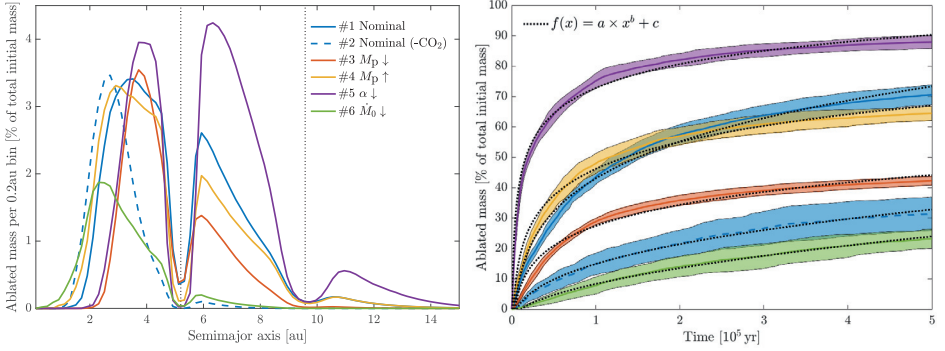 Ablated mass per 0.2au bin [% of total initial mass]
4
3
2
1
0
2
4
6
8
10
12
14
Semimajor axis [au]
#1 Nominal
#2 Nominal (-CO₂)
#3 Mₚ ↓
#4 Mₚ ↑
#5 α ↓
#6 Ṁ₀ ↓
Ablated mass [% of total initial mass]
100
90
80
70
60
50
40
30
20
10
0
0
1
2
3
4
5
Time [10⁵ yr]
f(x) = a × xᵇ + c